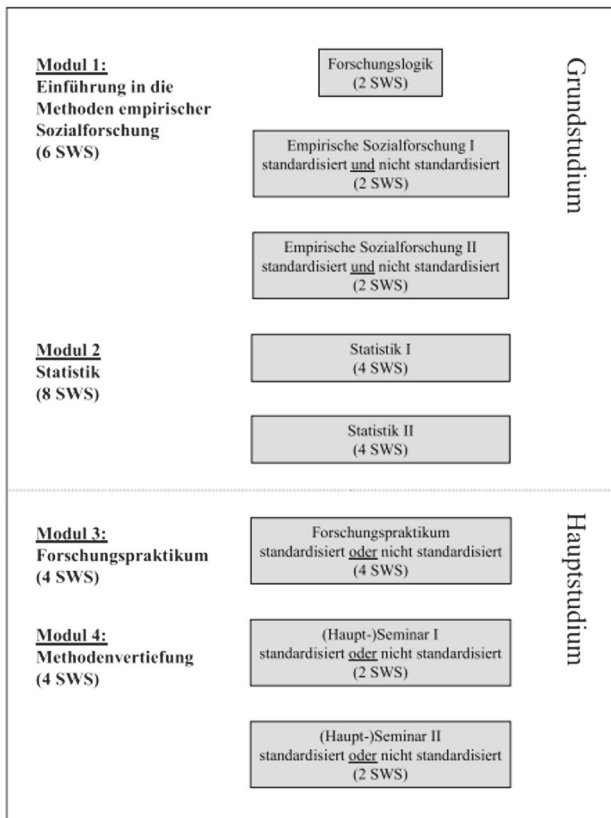 Modul 1:
Einführung in die
Methoden empirischer
Sozialforschung
(6 SWS)
Forschungslogik
(2 SWS)
Empirische Sozialforschung I
standardisiert und nicht standardisiert
(2 SWS)
Empirische Sozialforschung II
standardisiert und nicht standardisiert
(2 SWS)
Modul 2
Statistik
(8 SWS)
Statistik I
(4 SWS)
Statistik II
(4 SWS)
Grundstudium
Modul 3:
Forschungspraktikum
(4 SWS)
Forschungspraktikum
standardisiert oder nicht standardisiert
(4 SWS)
Modul 4:
Methodenvertiefung
(4 SWS)
(Haupt-)Seminar I
standardisiert oder nicht standardisiert
(2 SWS)
(Haupt-)Seminar II
standardisiert oder nicht standardisiert
(2 SWS)
Hauptstudium